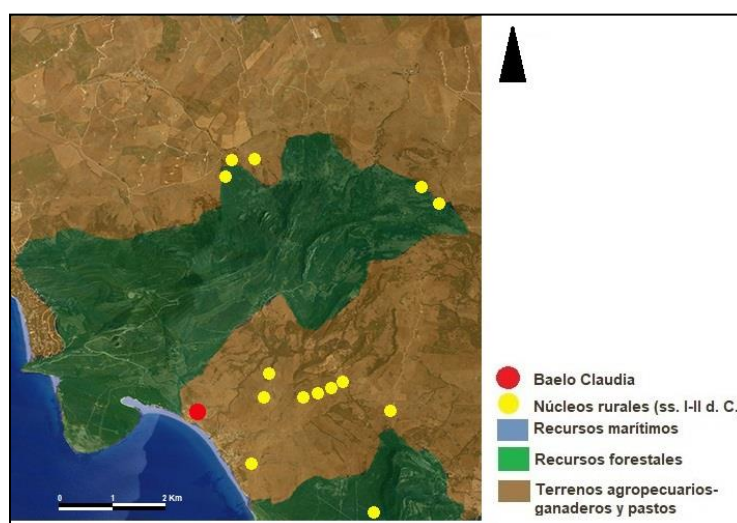 Baelo Claudia
Núcleos rurales (ss. I-II d. C.
Recursos marítimos
Recursos forestales
Terrenos agropecuarios-
ganaderos y pastos
0 1 2 Km